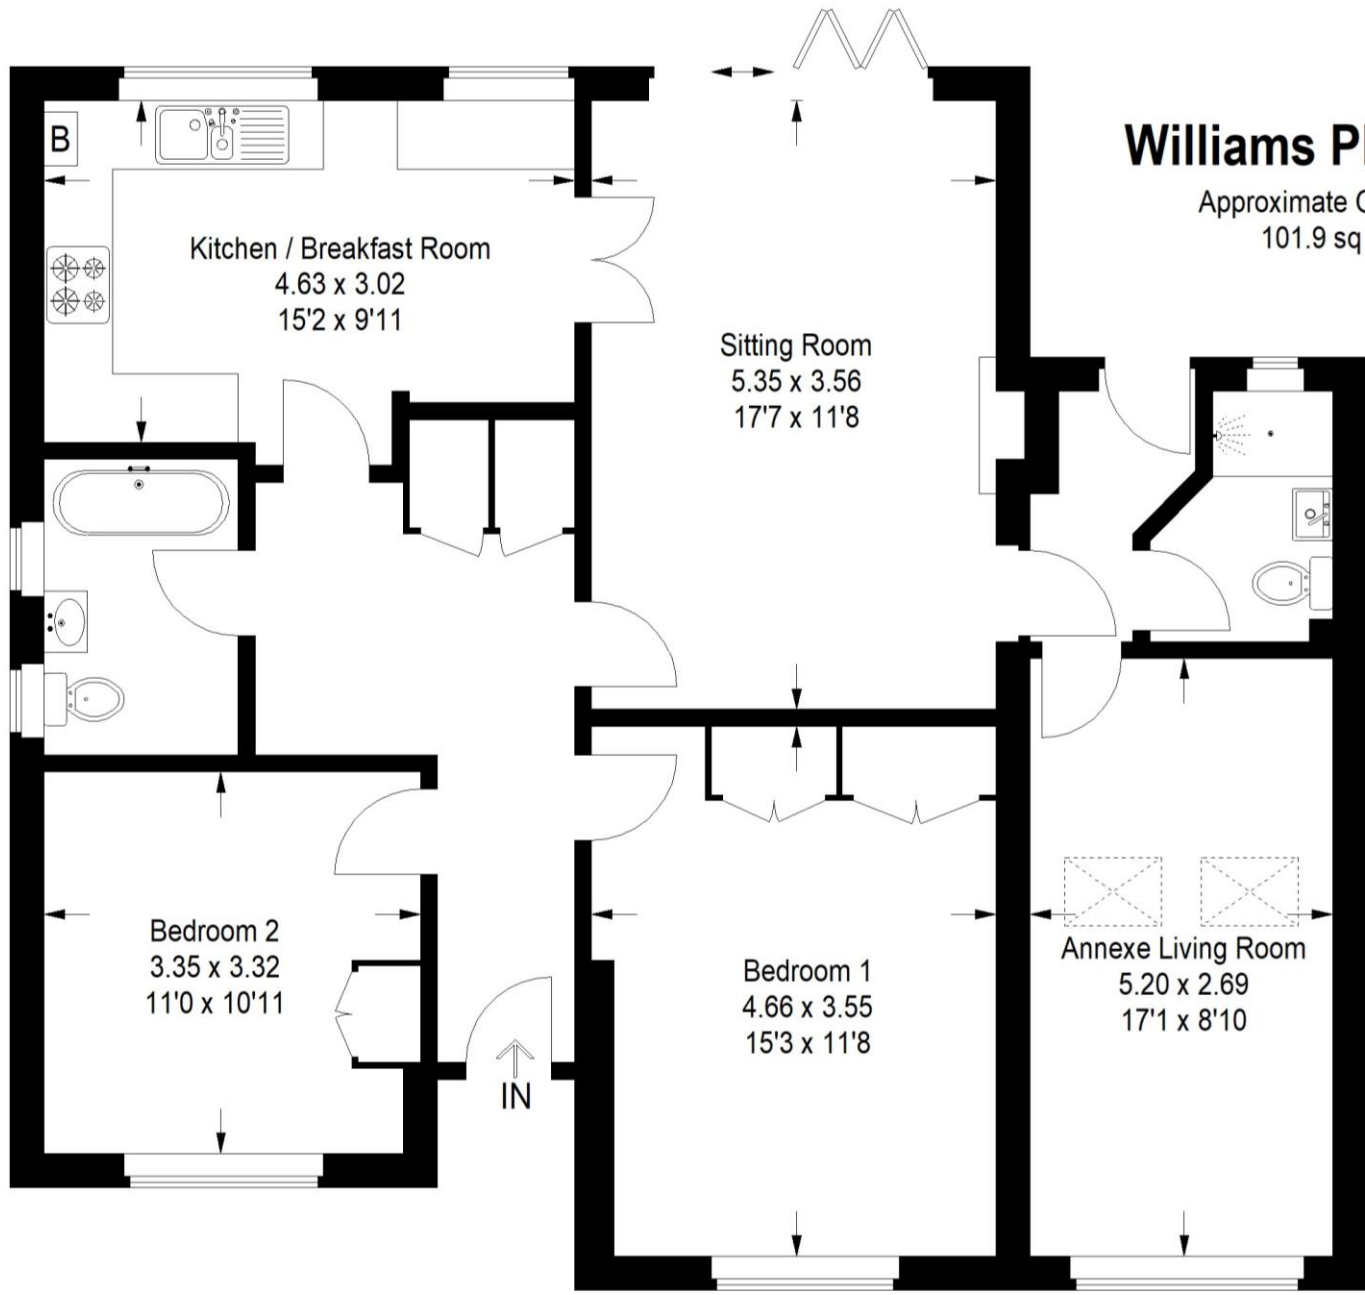 Williams
Approximate
101.9 sq
B
Kitchen / Breakfast Room
4.63 x 3.02
15'2 x 9'11
Sitting Room
5.35 x 3.56
17'7 x 11'8
Bedroom 2
3.35 x 3.32
11'0 x 10'11
Bedroom 1
4.66 x 3.55
15'3 x 11'8
Annexe Living Room
5.20 x 2.69
17'1 x 8'10
IN